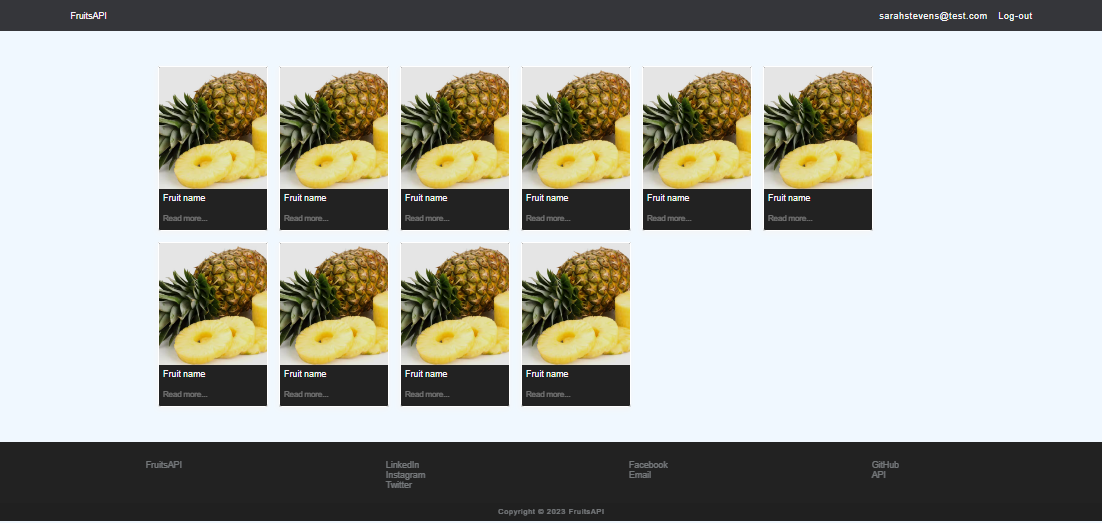 FruitsAPI
sarahstevens@test.com Log-out
Fruit name
Read more...
Fruit name
Read more...
Fruit name
Read more...
Fruit name
Read more...
Fruit name
Read more...
Fruit name
Read more...
Fruit name
Read more...
Fruit name
Read more...
Fruit name
Read more...
Fruit name
Read more...
FruitsAPI
LinkedIn
Instagram
Twitter
Facebook
Email
GitHub
API
Copyright © 2023 FruitsAPI